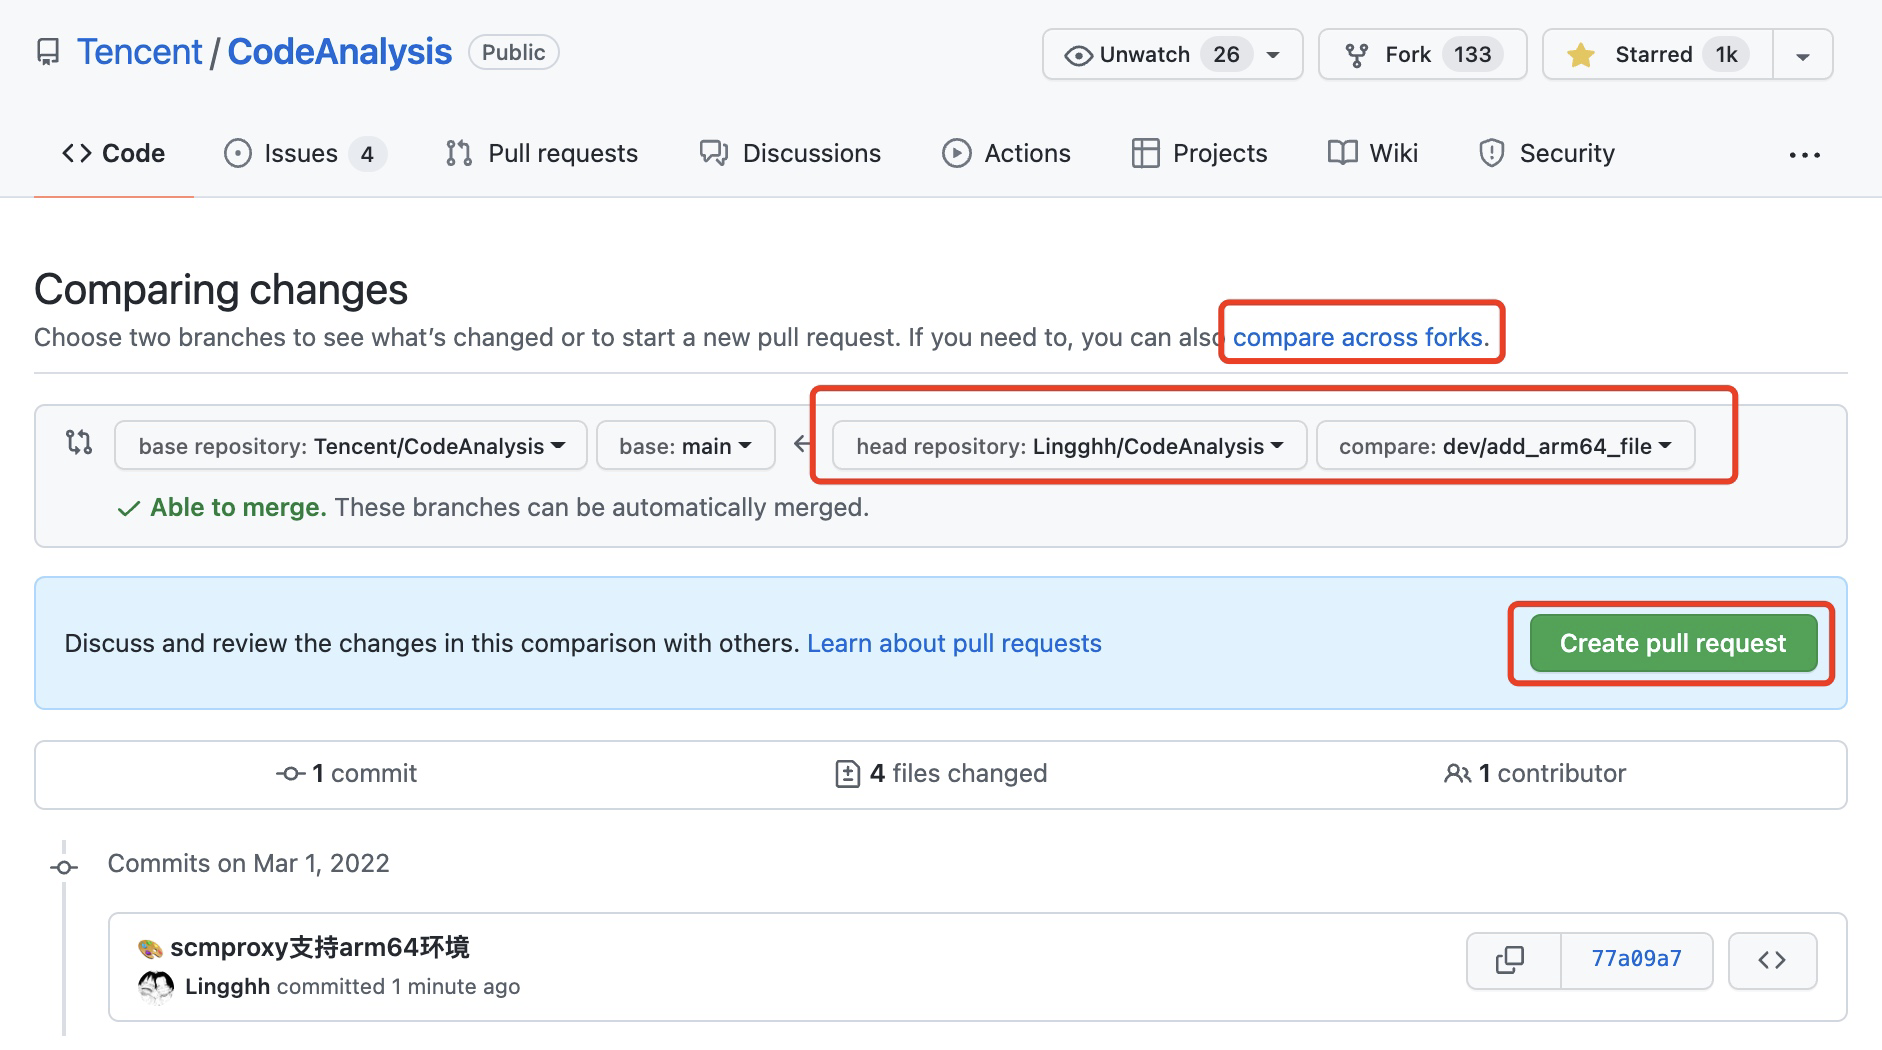 Tencent / CodeAnalysis Public Unwatch 26 Fork 133 Starred 1k
Code Issues 4 Pull requests Discussions Actions Projects Wiki Security ...
Comparing changes
Choose two branches to see what’s changed or to start a new pull request. If you need to, you can also compare across forks.
base repository: Tencent/CodeAnalysis base: main ← head repository: Lingghh/CodeAnalysis compare: dev/add_arm64_file
Able to merge. These branches can be automatically merged.
Discuss and review the changes in this comparison with others. Learn about pull requests Create pull request
1 commit 4 files changed 1 contributor
Commits on Mar 1, 2022
🎨 scmproxy支持arm64环境
Lingghh committed 1 minute ago 77a09a7